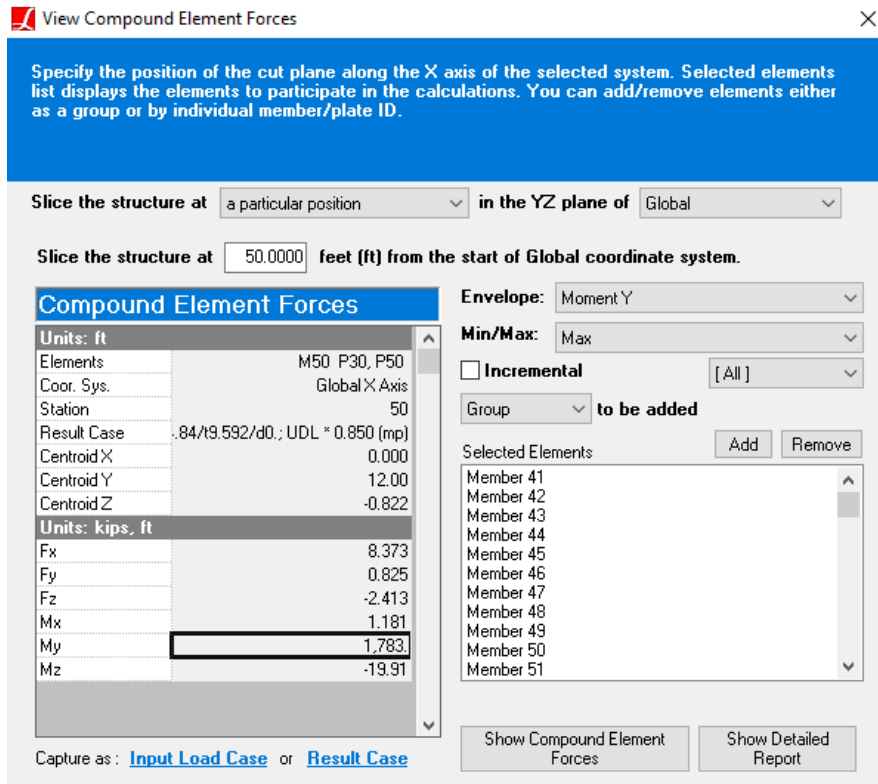 View Compound Element Forces
Specify the position of the cut plane along the X axis of the selected system. Selected elements
list displays the elements to participate in the calculations. You can add/remove elements either
as a group or by individual member/plate ID.
Slice the structure at a particular position in the YZ plane of Global
Slice the structure at 50.0000 feet (ft) from the start of Global coordinate system.
Compound Element Forces
Units: ft
Elements M50 P30, P50
Coor. Sys. Global X Axis
Station 50
Result Case .84/t9.592/d0.; UDL * 0.850 (mp)
Centroid X 0.000
Centroid Y 12.00
Centroid Z -0.822
Units: kips, ft
Fx 8.373
Fy 0.825
Fz -2.413
Mx 1.181
My 1,783.
Mz -19.91
Capture as : Input Load Case or Result Case
Envelope: Moment Y
Min/Max: Max
Incremental [ All ]
Group to be added
Selected Elements Add Remove
Member 41
Member 42
Member 43
Member 44
Member 45
Member 46
Member 47
Member 48
Member 49
Member 50
Member 51
Show Compound Element
Forces
Show Detailed
Report